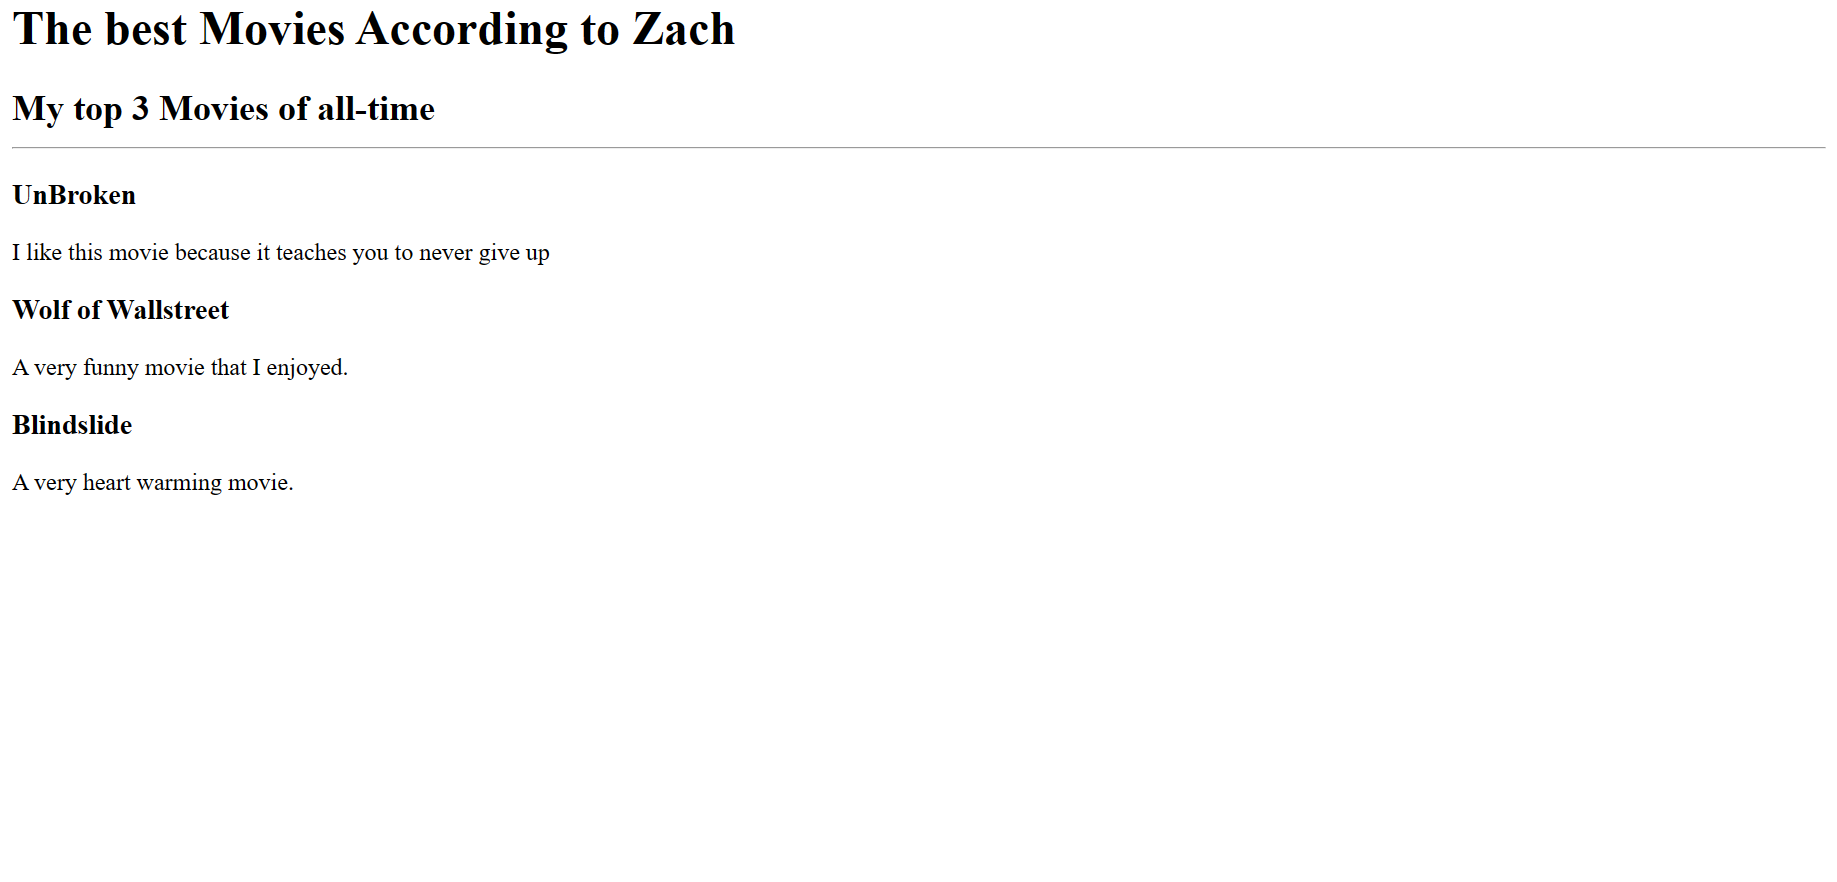 The best Movies According to Zach
My top 3 Movies of all-time
UnBroken
I like this movie because it teaches you to never give up
Wolf of Wallstreet
A very funny movie that I enjoyed.
Blindslide
A very heart warming movie.